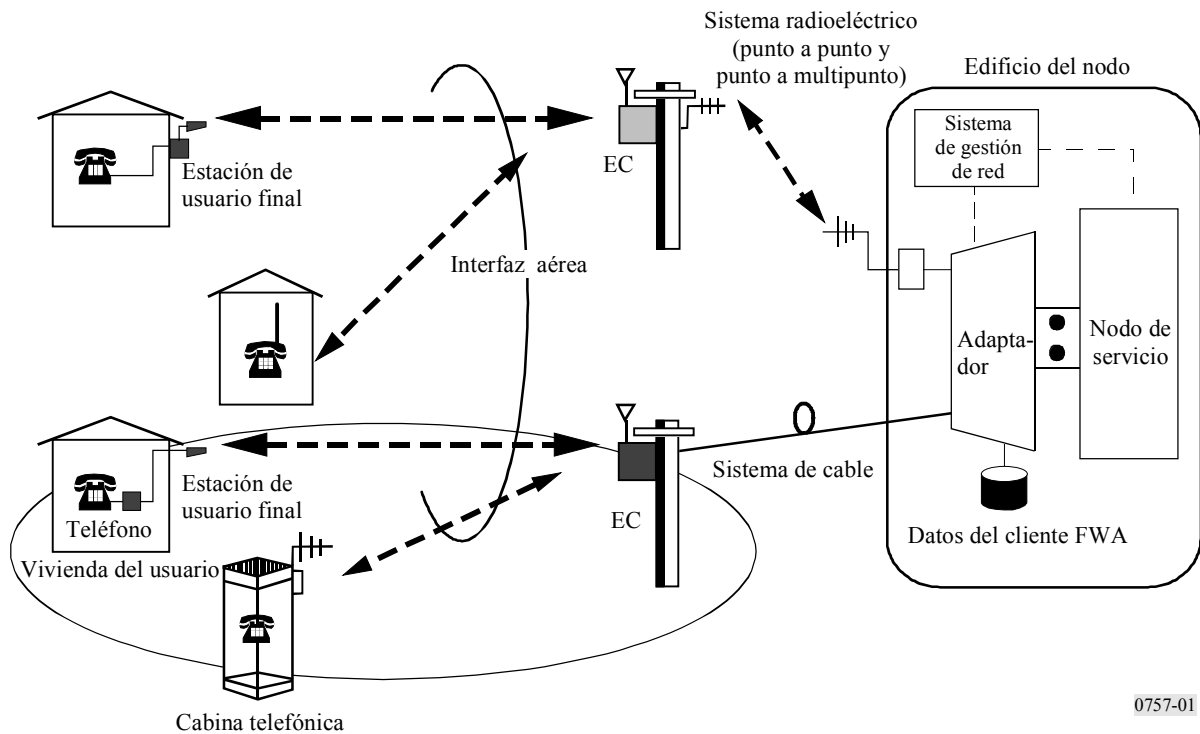 Sistema radioeléctrico
(punto a punto y
punto a multipunto)
Edificio del nodo
Sistema
de gestión
de red
EC
Estación de
usuario final
Interfaz aérea
Adapta-
dor
Nodo de
servicio
Sistema de cable
Estación de
usuario final
EC
Teléfono
Datos del cliente FWA
Vivienda del usuario
Cabina telefónica
0757-01